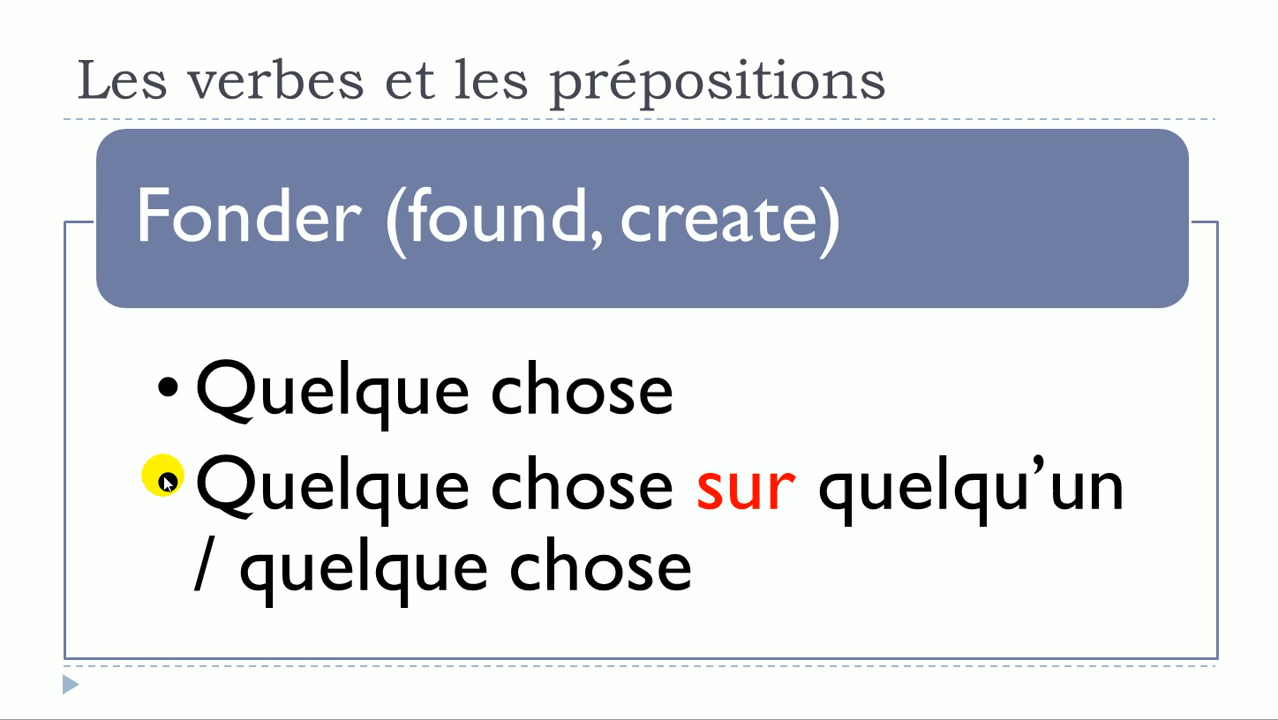 Les verbes et les prépositions
Fonder (found, create)
• Quelque chose
• Quelque chose sur quelqu’un
/ quelque chose